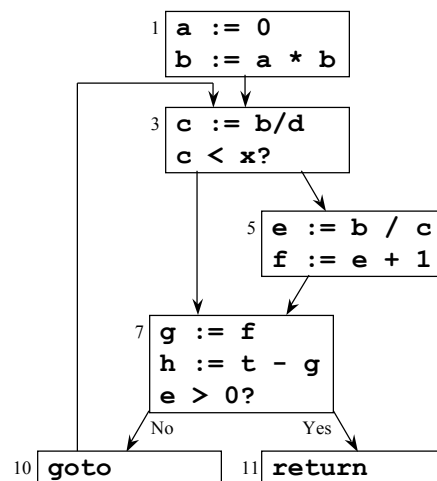 1 a := 0
b := a * b
3 c := b/d
c < x?
5 e := b / c
f := e + 1
7 g := f
h := t - g
e > 0?
No Yes
10 goto 11 return